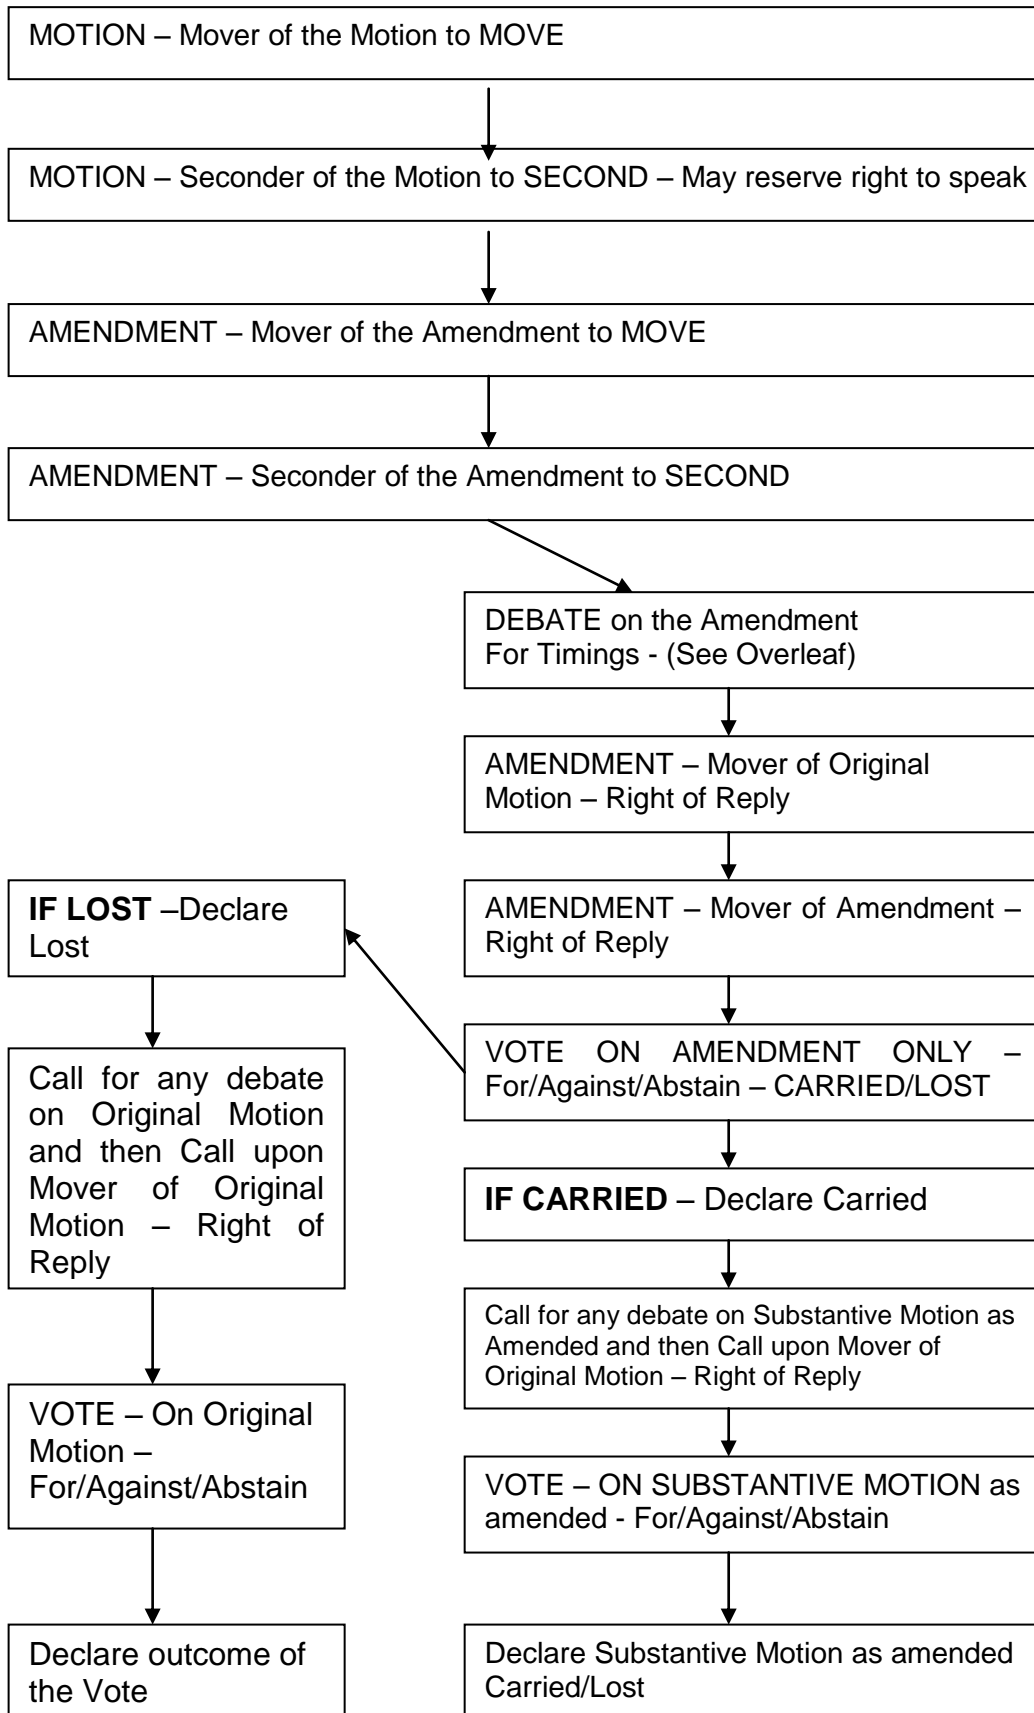 MOTION – Mover of the Motion to MOVE
MOTION – Seconder of the Motion to SECOND – May reserve right to speak
AMENDMENT – Mover of the Amendment to MOVE
AMENDMENT – Seconder of the Amendment to SECOND
DEBATE on the Amendment
For Timings - (See Overleaf)
AMENDMENT – Mover of Original
Motion – Right of Reply
AMENDMENT – Mover of Amendment –
Right of Reply
VOTE ON AMENDMENT ONLY –
For/Against/Abstain – CARRIED/LOST
IF LOST –Declare
Lost
Call for any debate
on Original Motion
and then Call upon
Mover of Original
Motion – Right of
Reply
VOTE – On Original
Motion –
For/Against/Abstain
Declare outcome of
the Vote
IF CARRIED – Declare Carried
Call for any debate on Substantive Motion as
Amended and then Call upon Mover of
Original Motion – Right of Reply
VOTE – ON SUBSTANTIVE MOTION as
amended - For/Against/Abstain
Declare Substantive Motion as amended
Carried/Lost